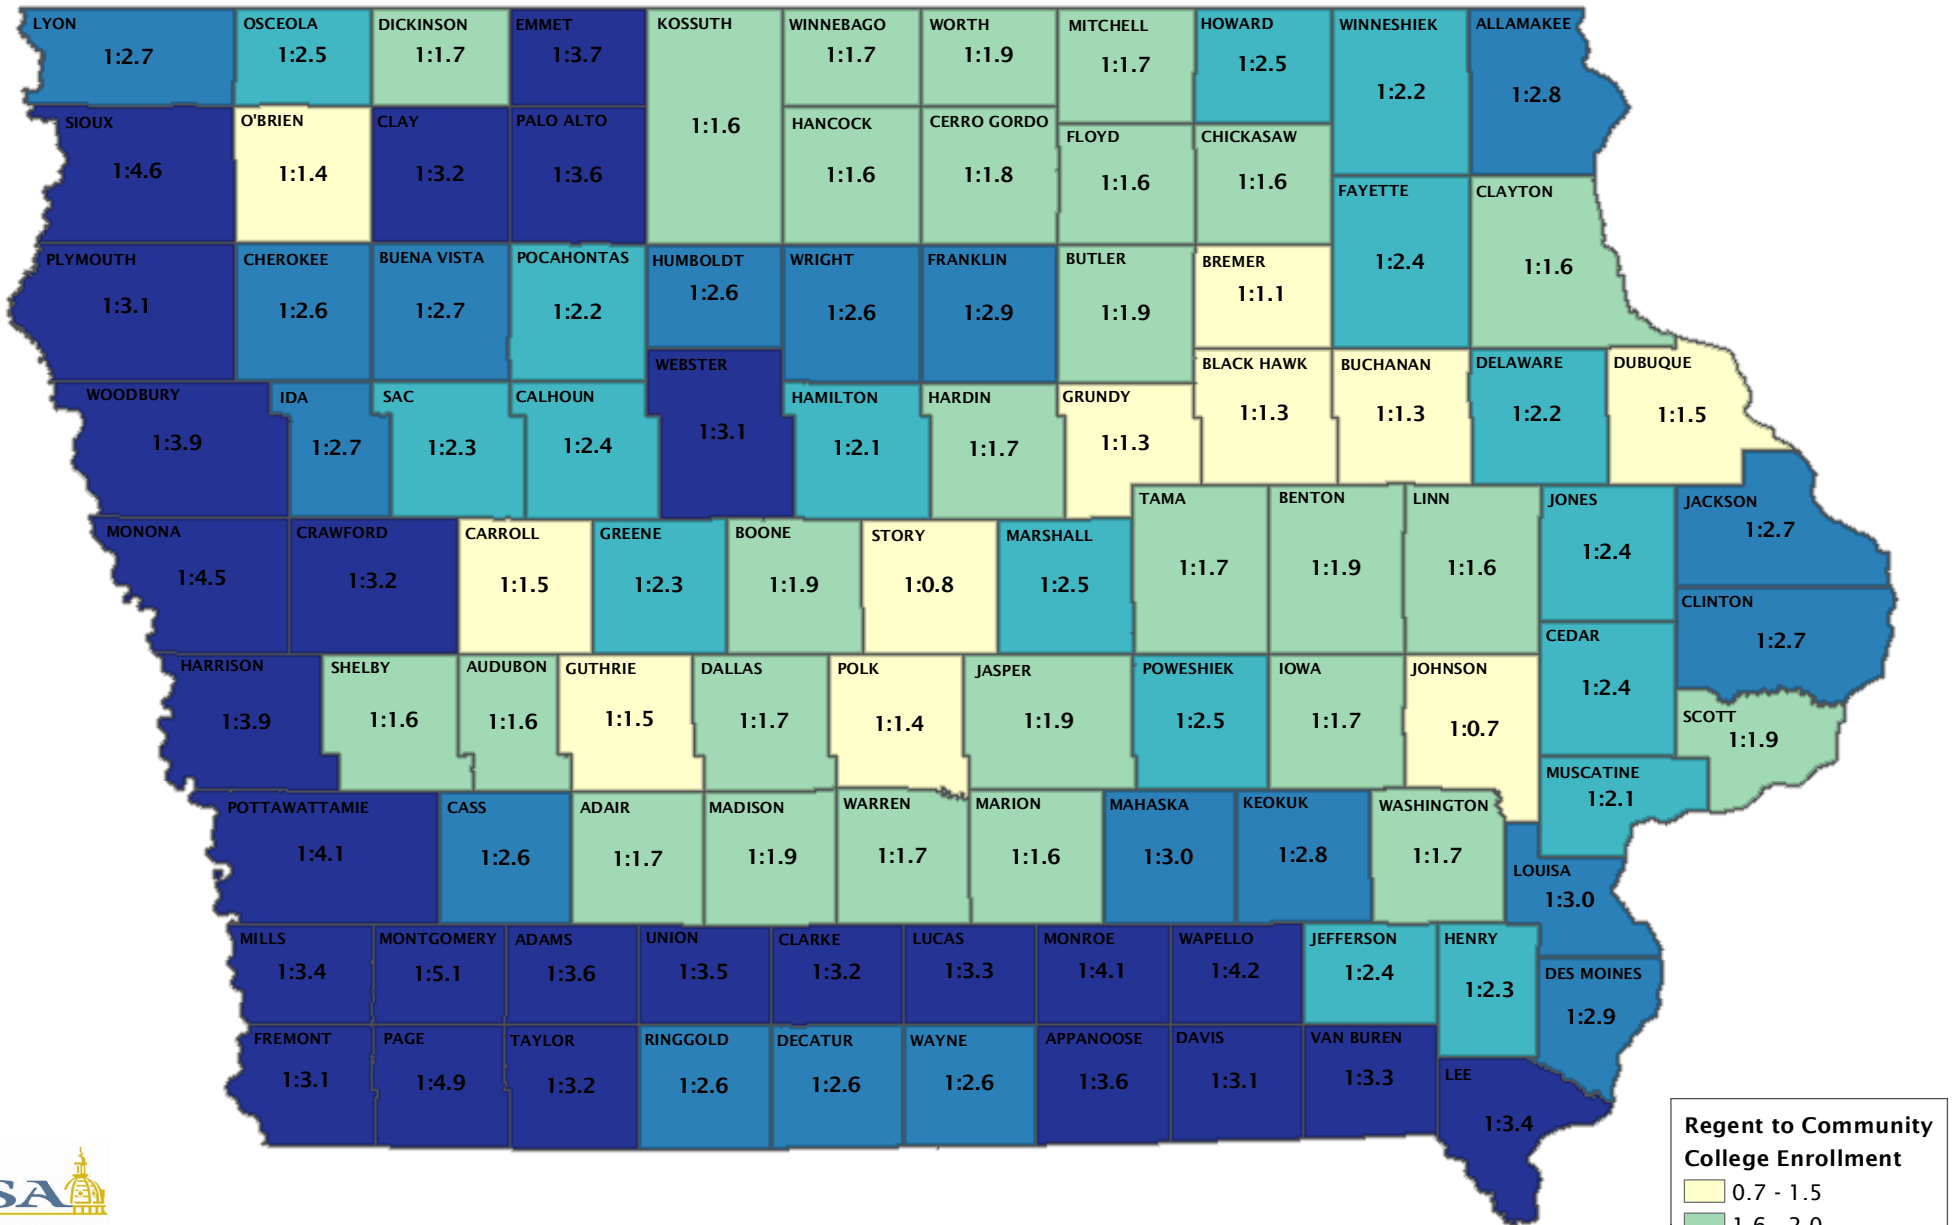 LYON
1:2.7
OSCEOLA
1:2.5
DICKINSON
1:1.7
EMMET
1:3.7
KOSSUTH
1:1.6
WINNEBAGO
1:1.7
WORTH
1:1.9
MITCHELL
1:1.7
HOWARD
1:2.5
WINNESHIEK
1:2.2
ALLAMAKEE
1:2.8
SIOUX
1:4.6
O'BRIEN
1:1.4
CLAY
1:3.2
PALO ALTO
1:3.6
HANCOCK
1:1.6
CERRO GORDO
1:1.8
FLOYD
1:1.6
CHICKASAW
1:1.6
FAYETTE
1:2.4
CLAYTON
1:1.6
PLYMOUTH
1:3.1
CHEROKEE
1:2.6
BUENA VISTA
1:2.7
POCAHONTAS
1:2.2
HUMBOLDT
1:2.6
WRIGHT
1:2.6
FRANKLIN
1:2.9
BUTLER
1:1.9
BREMER
1:1.1
WOODBURY
1:3.9
IDA
1:2.7
SAC
1:2.3
CALHOUN
1:2.4
WEBSTER
1:3.1
HAMILTON
1:2.1
HARDIN
1:1.7
GRUNDY
1:1.3
BLACK HAWK
1:1.3
BUCHANAN
1:1.3
DELAWARE
1:2.2
DUBUQUE
1:1.5
MONONA
1:4.5
CRAWFORD
1:3.2
CARROLL
1:1.5
GREENE
1:2.3
BOONE
1:1.9
STORY
1:0.8
MARSHALL
1:2.5
TAMA
1:1.7
BENTON
1:1.9
LINN
1:1.6
JONES
1:2.4
JACKSON
1:2.7
CLINTON
1:2.7
CEDAR
1:2.4
HARRISON
1:3.9
SHELBY
1:1.6
AUDUBON
1:1.6
GUTHRIE
1:1.5
DALLAS
1:1.7
POLK
1:1.4
JASPER
1:1.9
POWESHIEK
1:2.5
IOWA
1:1.7
JOHNSON
1:0.7
SCOTT
1:1.9
MUSCATINE
1:2.1
POTTAWATTAMIE
1:4.1
CASS
1:2.6
ADAIR
1:1.7
MADISON
1:1.9
WARREN
1:1.7
MARION
1:1.6
MAHASKA
1:3.0
KEOKUK
1:2.8
WASHINGTON
1:1.7
LOUISA
1:3.0
MILLS
1:3.4
MONTGOMERY
1:5.1
ADAMS
1:3.6
UNION
1:3.5
CLARKE
1:3.2
LUCAS
1:3.3
MONROE
1:4.1
WAPELLO
1:4.2
JEFFERSON
1:2.4
HENRY
1:2.3
DES MOINES
1:2.9
FREMONT
1:3.1
PAGE
1:4.9
TAYLOR
1:3.2
RINGGOLD
1:2.6
DECATUR
1:2.6
WAYNE
1:2.6
APPANOOSE
1:3.6
DAVIS
1:3.1
VAN BUREN
1:3.3
LEE
1:3.4
SA
Regent to Community
College Enrollment
0.7 - 1.5
1.6 - 2.0